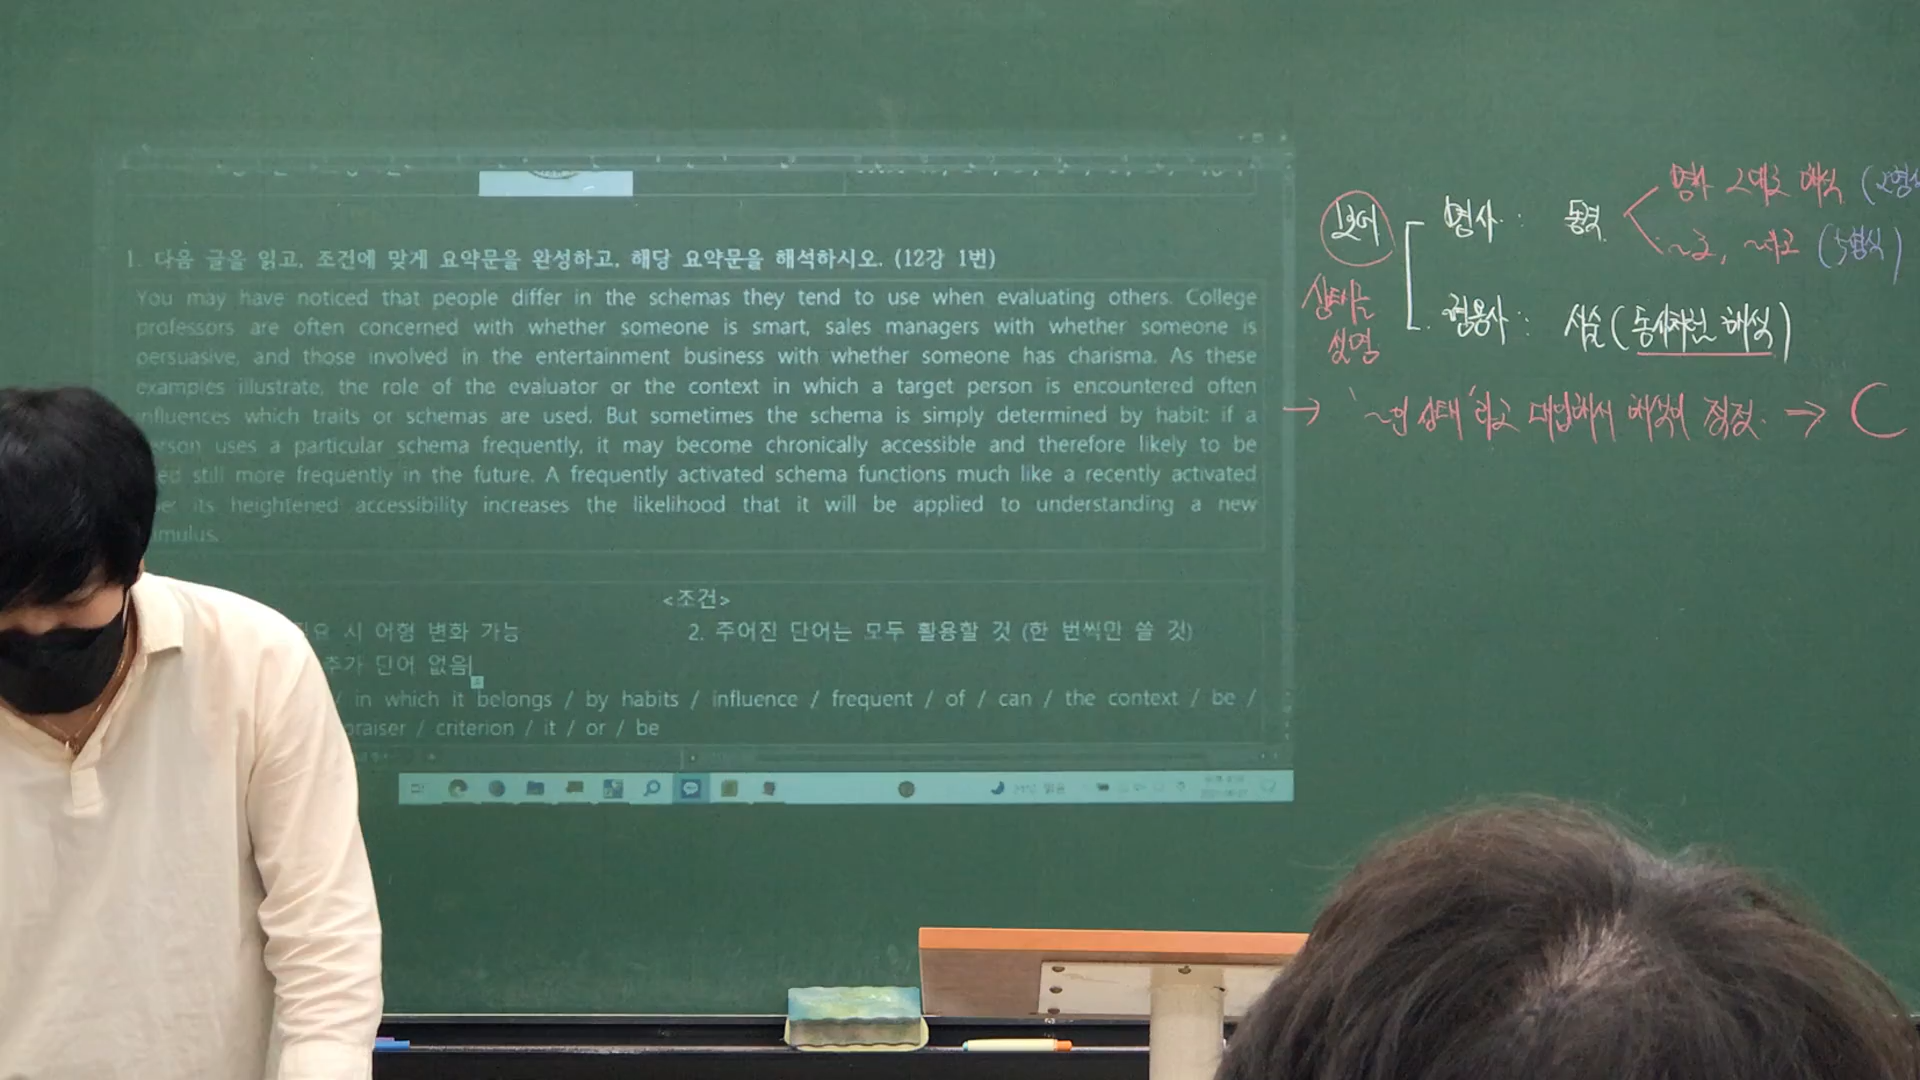 1. 다음 글을 읽고, 조건에 맞게 요약문을 완성하고, 해당 요약문을 해석하시오. (12강 1번)
You may have noticed that people differ in the schemas they tend to use when evaluating others. College
professors are often concerned with whether someone is smart, sales managers with whether someone is
persuasive, and those involved in the entertainment business with whether someone has charisma. As these
examples illustrate, the role of the evaluator or the context in which a target person is encountered often
influences which traits or schemas are used. But sometimes the schema is simply determined by habit: if a
uses a particular schema frequently, it may become chronically accessible and therefore likely to be
still more frequently in the future. A frequently activated schema functions much like a recently activated
its heightened accessibility increases the likelihood that it will be applied to understanding a new
<조건>
시 어형 변화 가능
2. 주어진 단어는 모두 활용할 것 (한 번씩만 쓸 것)
추가 단어 없음
/ in which it belongs / by habits / influence / frequent / of / can / the context / be /
/ criterion / it / or / be
보어
명사 : 동격
명사 그대로 해석
~로, ~라고 (5형식)
상태를
설명
형용사 : 서술 (동사처럼 해석)
→ '~인 상태'라고 대입해서 해석이 적절. → C